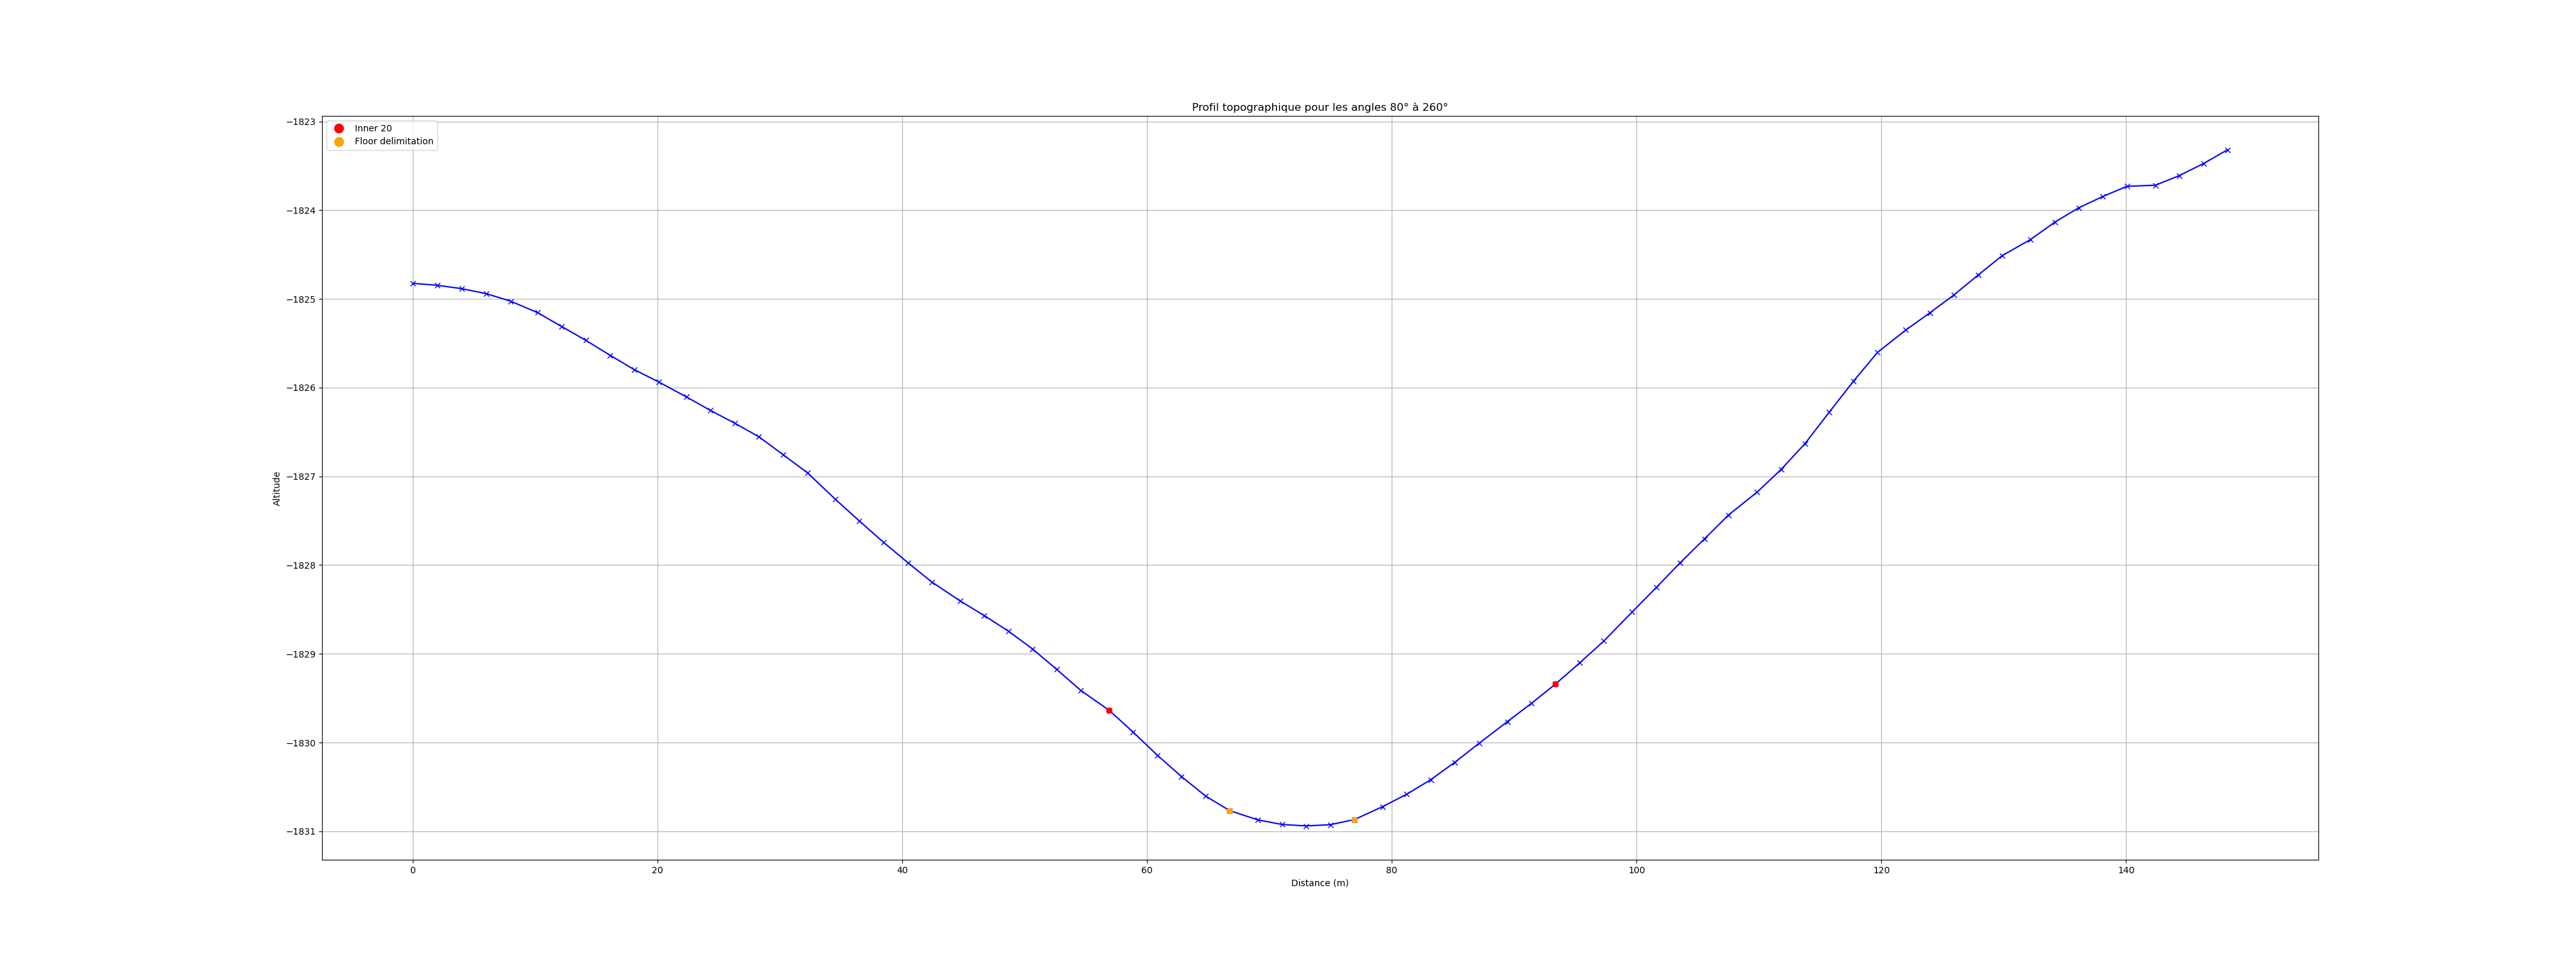 Profil topographique pour les angles 80° à 260°
Inner 20
Floor delimitation
−1823
−1824
−1825
−1826
−1827
−1828
−1829
−1830
−1831
Altitude
0 20 40 60 80 100 120 140
Distance (m)